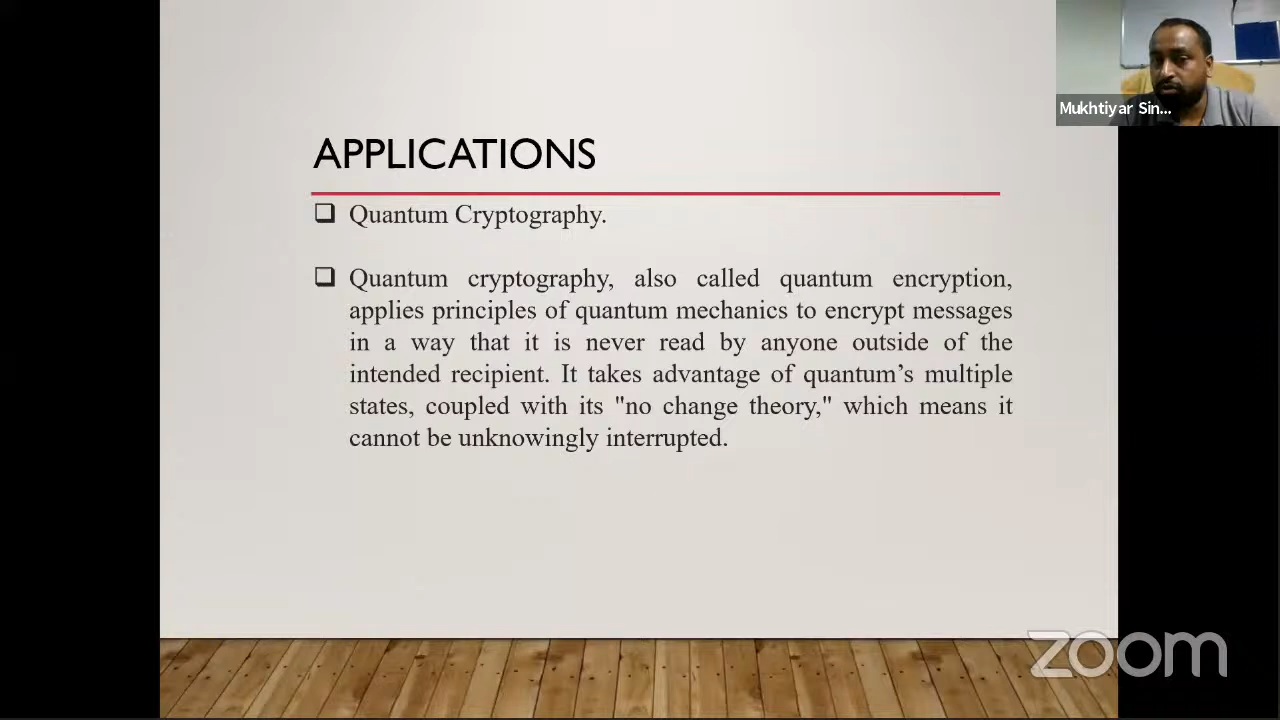 Mukhtiyar Sin...
APPLICATIONS
❑ Quantum Cryptography.
❑ Quantum cryptography, also called quantum encryption,
applies principles of quantum mechanics to encrypt messages
in a way that it is never read by anyone outside of the
intended recipient. It takes advantage of quantum’s multiple
states, coupled with its "no change theory," which means it
cannot be unknowingly interrupted.
zoom